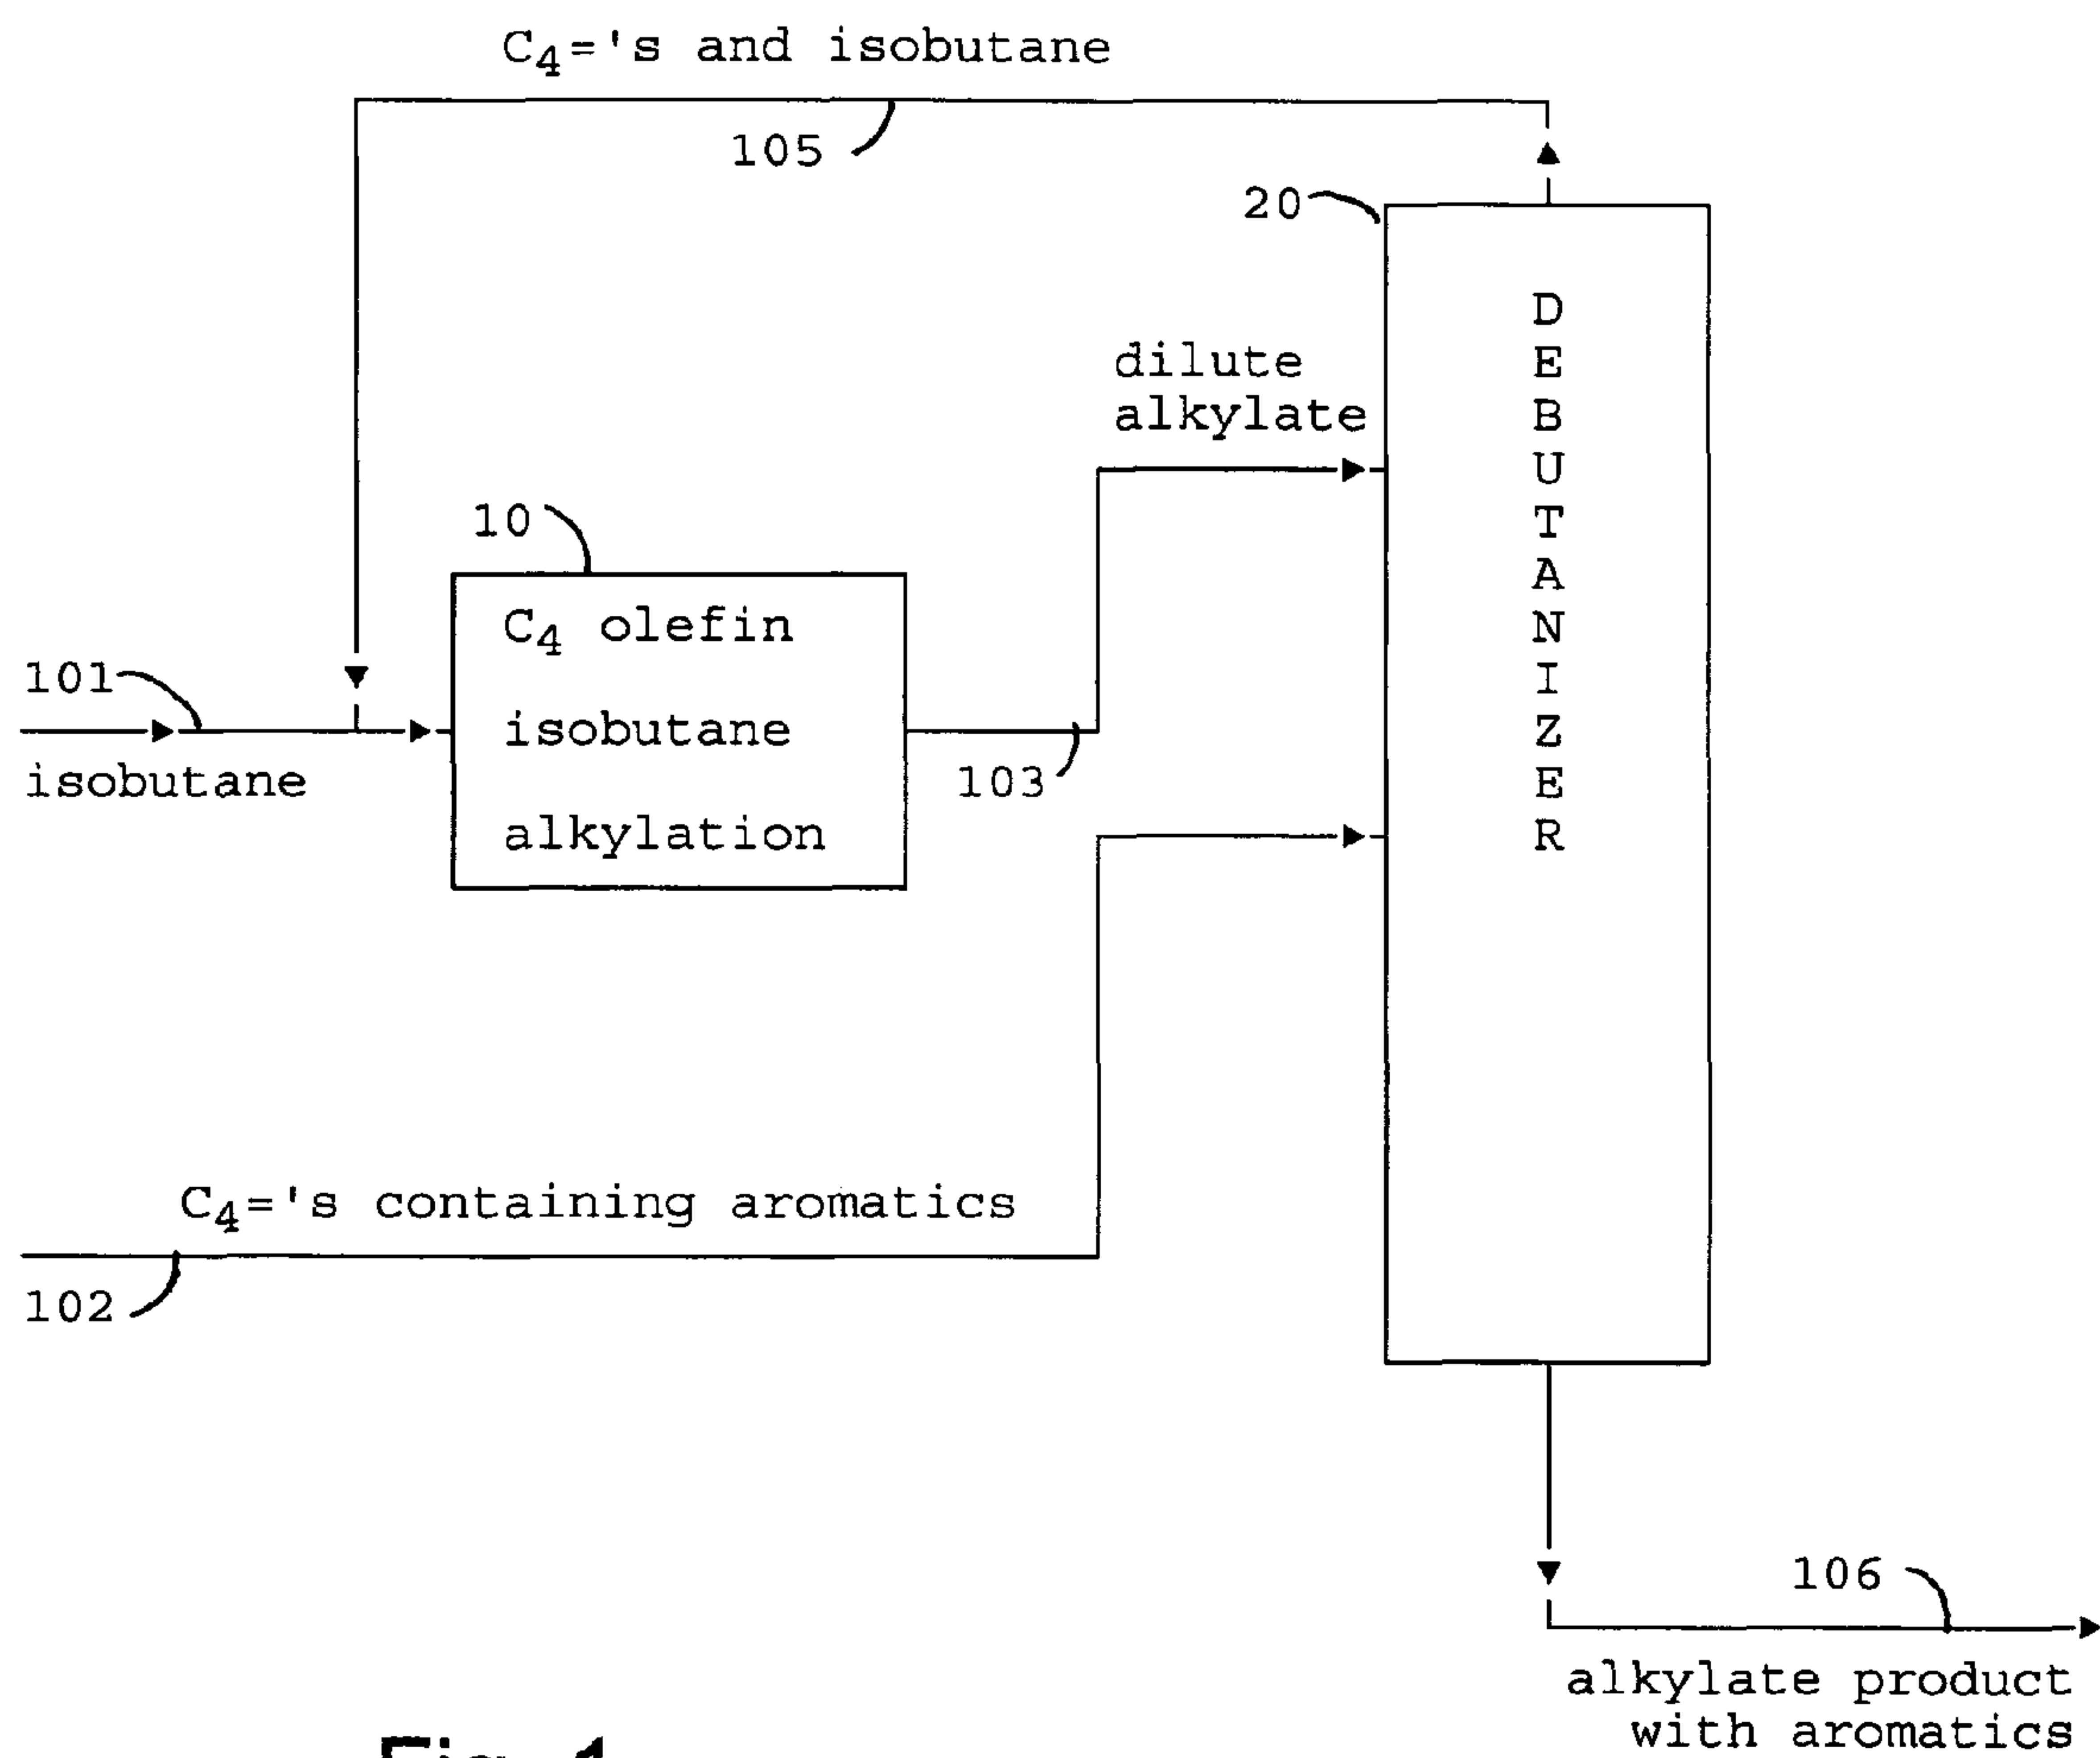 C₄='s and isobutane
105
20
dilute
alkylate
10
C₄ olefin
isobutane
alkylation
101
isobutane
103
DEBUTANIZER
C₄='s containing aromatics
102
106
alkylate product
with aromatics